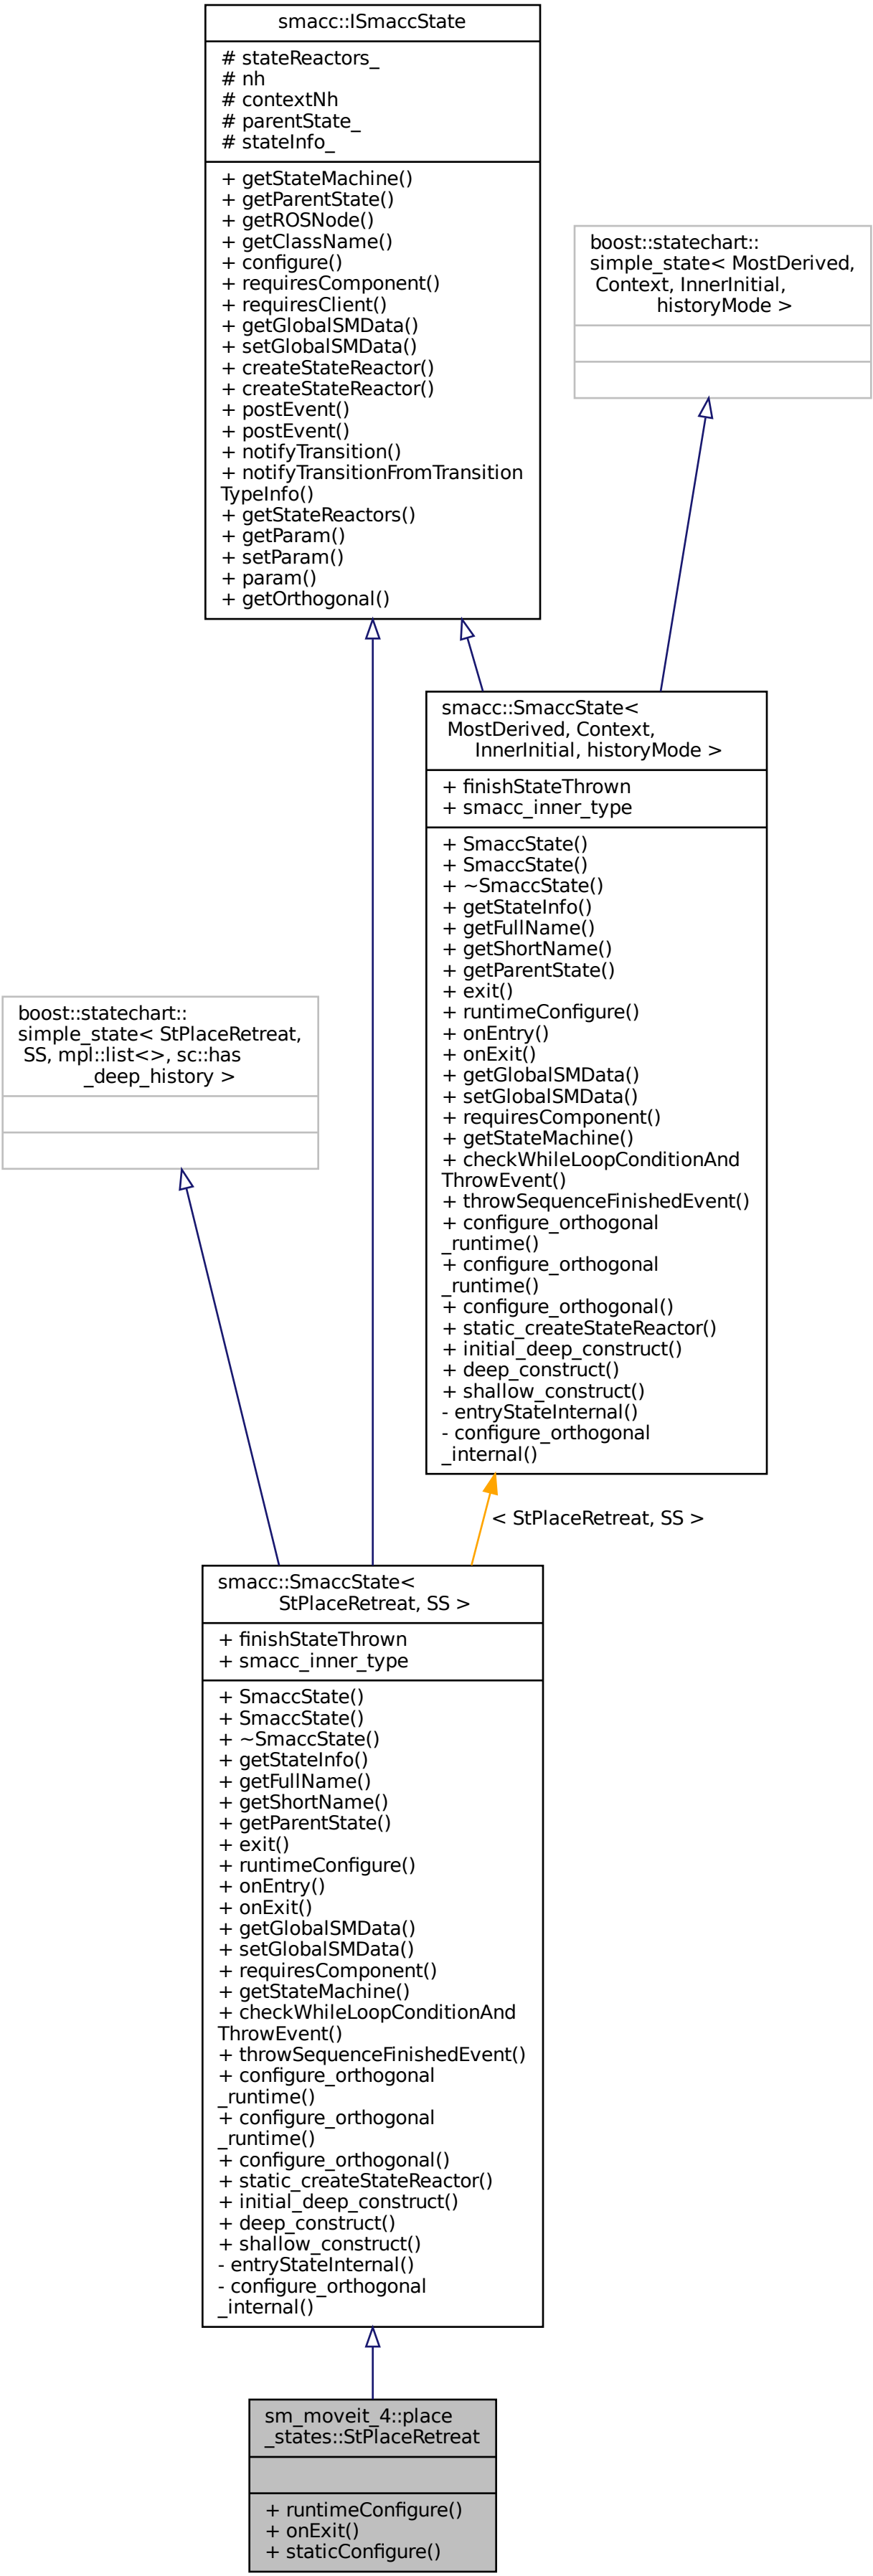 smacc::ISmaccState
# stateReactors_
# nh
# contextNh
# parentState_
# stateInfo_
+ getStateMachine()
+ getParentState()
+ getROSNode()
+ getClassName()
+ configure()
+ requiresComponent()
+ requiresClient()
+ getGlobalSMData()
+ setGlobalSMData()
+ createStateReactor()
+ createStateReactor()
+ postEvent()
+ postEvent()
+ notifyTransition()
+ notifyTransitionFromTransition
TypeInfo()
+ getStateReactors()
+ getParam()
+ setParam()
+ param()
+ getOrthogonal()
boost::statechart::
simple_state< MostDerived,
Context, InnerInitial,
historyMode >
smacc::SmaccState<
MostDerived, Context,
InnerInitial, historyMode >
+ finishStateThrown
+ smacc_inner_type
+ SmaccState()
+ SmaccState()
+ ~SmaccState()
+ getStateInfo()
+ getFullName()
+ getShortName()
+ getParentState()
+ exit()
+ runtimeConfigure()
+ onEntry()
+ onExit()
+ getGlobalSMData()
+ setGlobalSMData()
+ requiresComponent()
+ getStateMachine()
+ checkWhileLoopConditionAnd
ThrowEvent()
+ throwSequenceFinishedEvent()
+ configure_orthogonal
_runtime()
+ configure_orthogonal
_runtime()
+ configure_orthogonal()
+ static_createStateReactor()
+ initial_deep_construct()
+ deep_construct()
+ shallow_construct()
- entryStateInternal()
- configure_orthogonal
_internal()
boost::statechart::
simple_state< StPlaceRetreat,
SS, mpl::list<>, sc::has
_deep_history >
< StPlaceRetreat, SS >
smacc::SmaccState<
StPlaceRetreat, SS >
+ finishStateThrown
+ smacc_inner_type
+ SmaccState()
+ SmaccState()
+ ~SmaccState()
+ getStateInfo()
+ getFullName()
+ getShortName()
+ getParentState()
+ exit()
+ runtimeConfigure()
+ onEntry()
+ onExit()
+ getGlobalSMData()
+ setGlobalSMData()
+ requiresComponent()
+ getStateMachine()
+ checkWhileLoopConditionAnd
ThrowEvent()
+ throwSequenceFinishedEvent()
+ configure_orthogonal
_runtime()
+ configure_orthogonal
_runtime()
+ configure_orthogonal()
+ static_createStateReactor()
+ initial_deep_construct()
+ deep_construct()
+ shallow_construct()
- entryStateInternal()
- configure_orthogonal
_internal()
sm_moveit_4::place
_states::StPlaceRetreat
+ runtimeConfigure()
+ onExit()
+ staticConfigure()